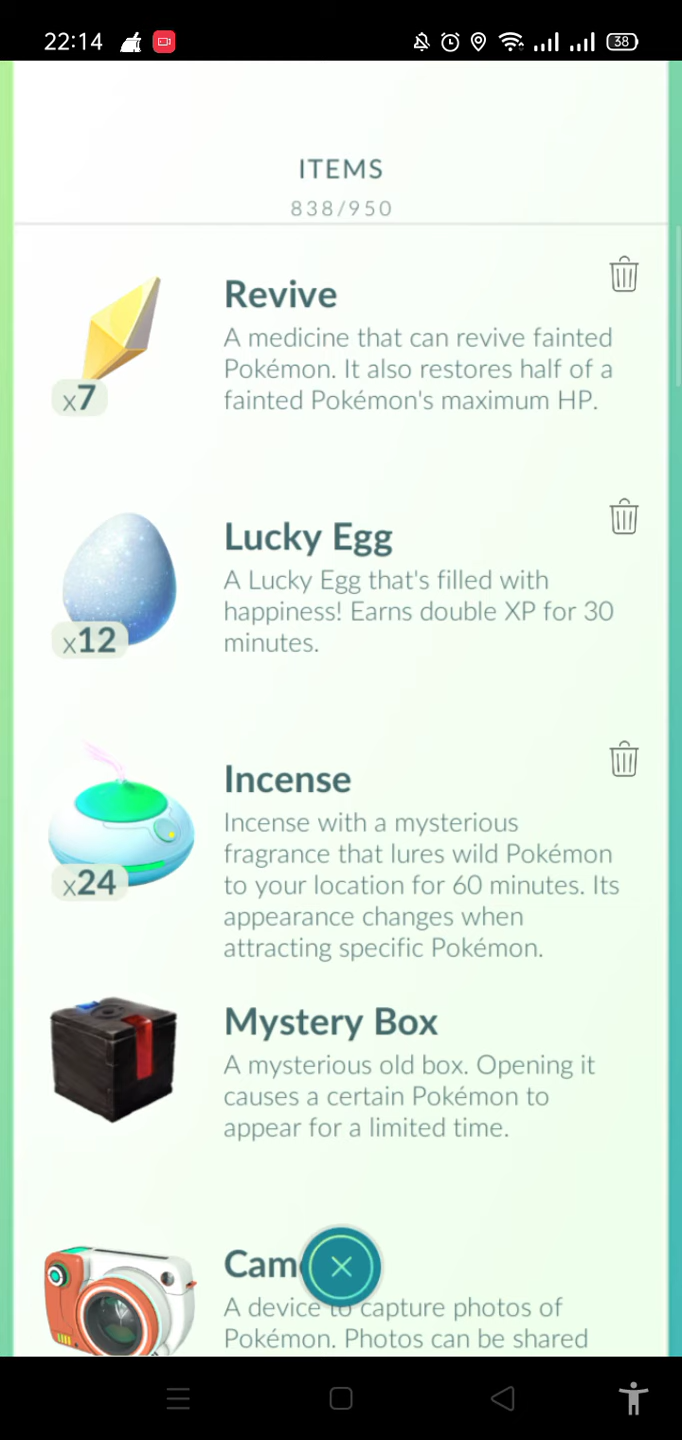 22:14
38
ITEMS
838/950
Revive
A medicine that can revive fainted
Pokémon. It also restores half of a
fainted Pokémon's maximum HP.
x7
Lucky Egg
A Lucky Egg that's filled with
happiness! Earns double XP for 30
minutes.
x12
Incense
Incense with a mysterious
fragrance that lures wild Pokémon
to your location for 60 minutes. Its
appearance changes when
attracting specific Pokémon.
x24
Mystery Box
A mysterious old box. Opening it
causes a certain Pokémon to
appear for a limited time.
Cam
A device to capture photos of
Pokémon. Photos can be shared